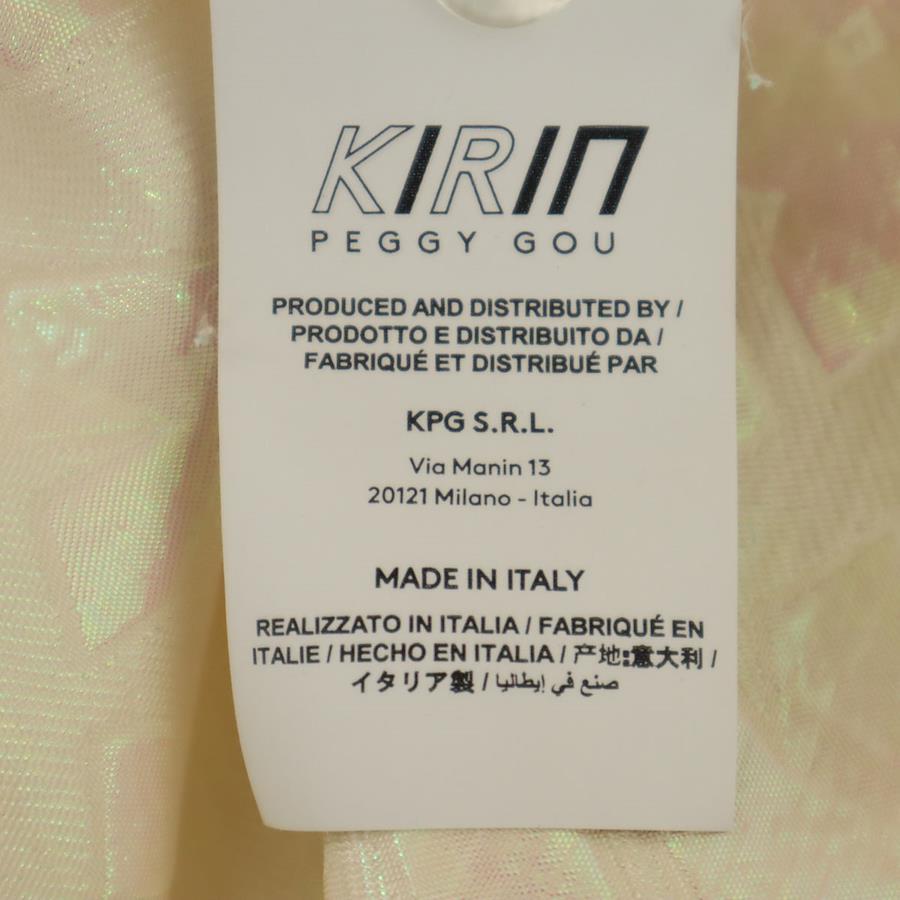 KIRIN
PEGGY GOU
PRODUCED AND DISTRIBUTED BY /
PRODOTTO E DISTRIBUITO DA /
FABRIQUÉ ET DISTRIBUÉ PAR
KPG S.R.L.
Via Manin 13
20121 Milano - Italia
MADE IN ITALY
REALIZZATO IN ITALIA / FABRIQUÉ EN
ITALIE / HECHO EN ITALIA / 产地:意大利 /
イタリア製 / صنع في إيطاليا